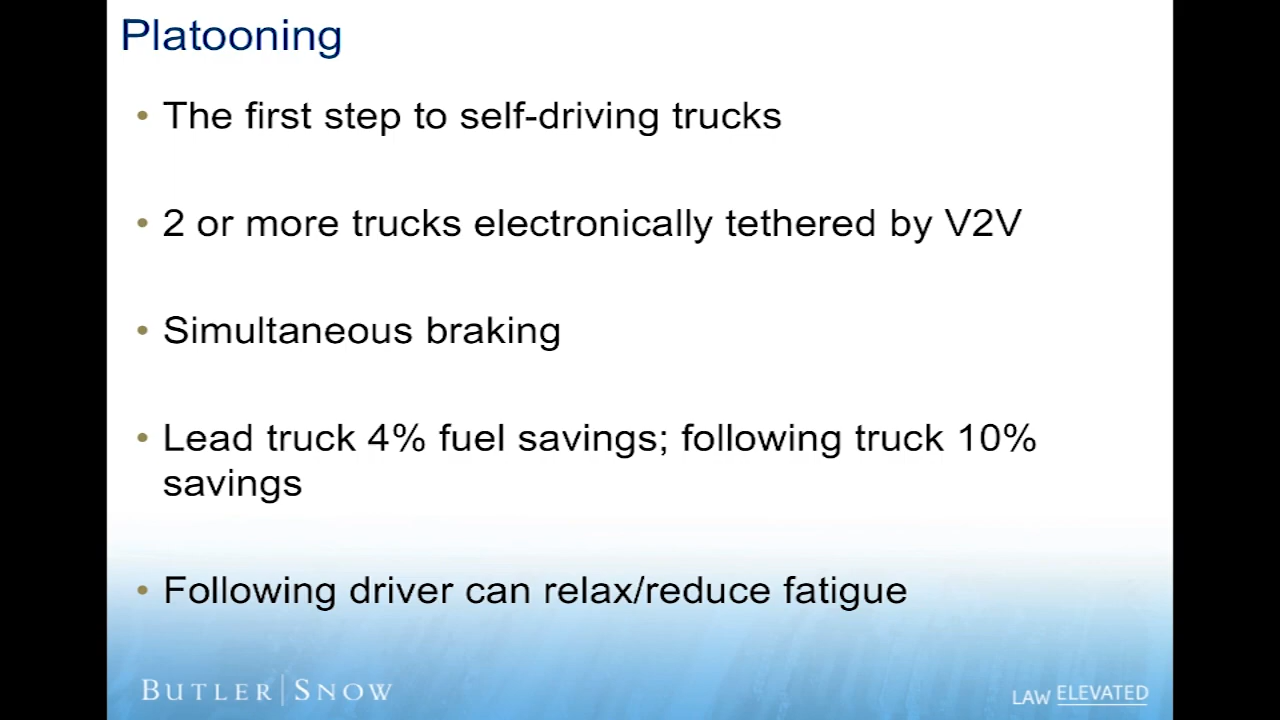 Platooning
• The first step to self-driving trucks
• 2 or more trucks electronically tethered by V2V
• Simultaneous braking
• Lead truck 4% fuel savings; following truck 10%
savings
• Following driver can relax/reduce fatigue
BUTLER | SNOW
LAW ELEVATED